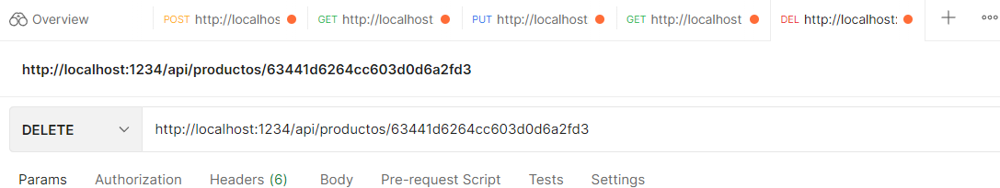 Overview POST http://localhos GET http://localhost PUT http://localhost GET http://localhost DEL http://localhost:
http://localhost:1234/api/productos/63441d6264cc603d0d6a2fd3
DELETE http://localhost:1234/api/productos/63441d6264cc603d0d6a2fd3
Params Authorization Headers (6) Body Pre-request Script Tests Settings